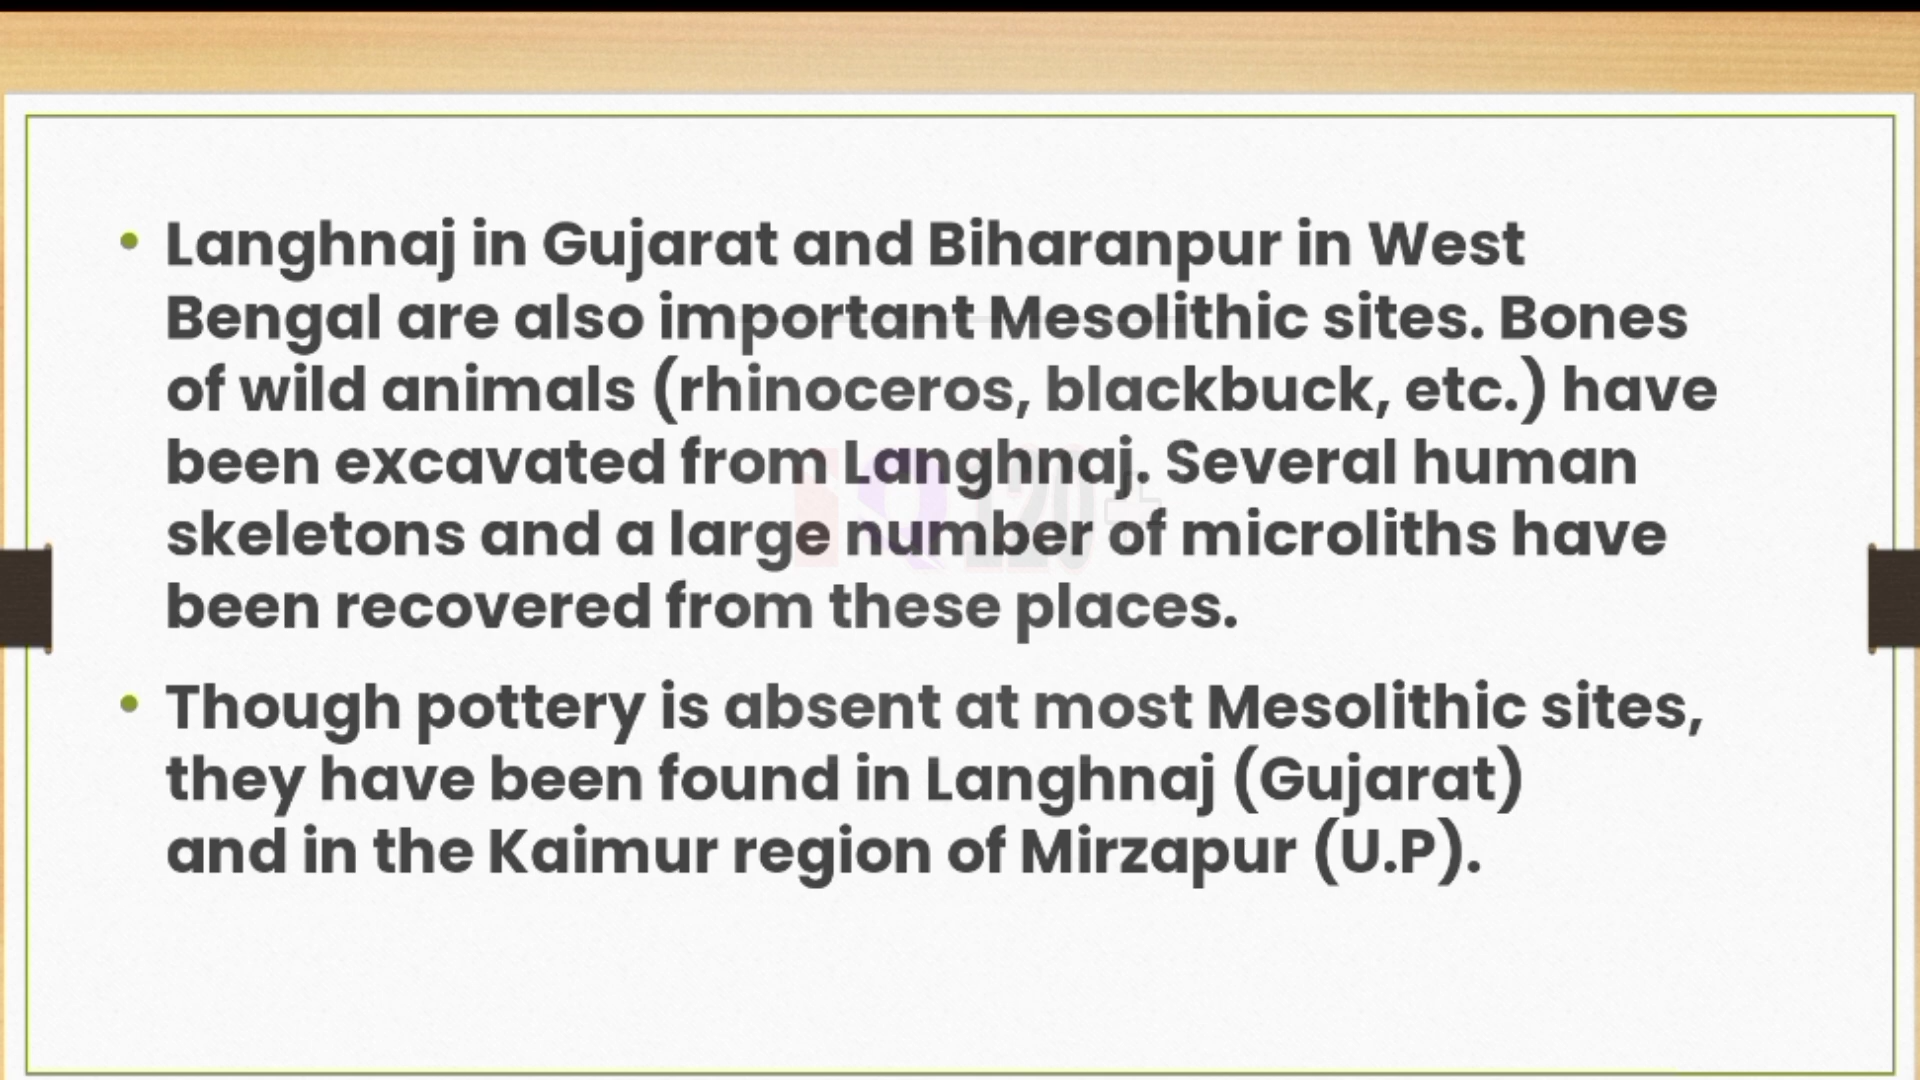 • Langhnaj in Gujarat and Biharanpur in West
Bengal are also important Mesolithic sites. Bones
of wild animals (rhinoceros, blackbuck, etc.) have
been excavated from Langhnaj. Several human
skeletons and a large number of microliths have
been recovered from these places.
• Though pottery is absent at most Mesolithic sites,
they have been found in Langhnaj (Gujarat)
and in the Kaimur region of Mirzapur (U.P).